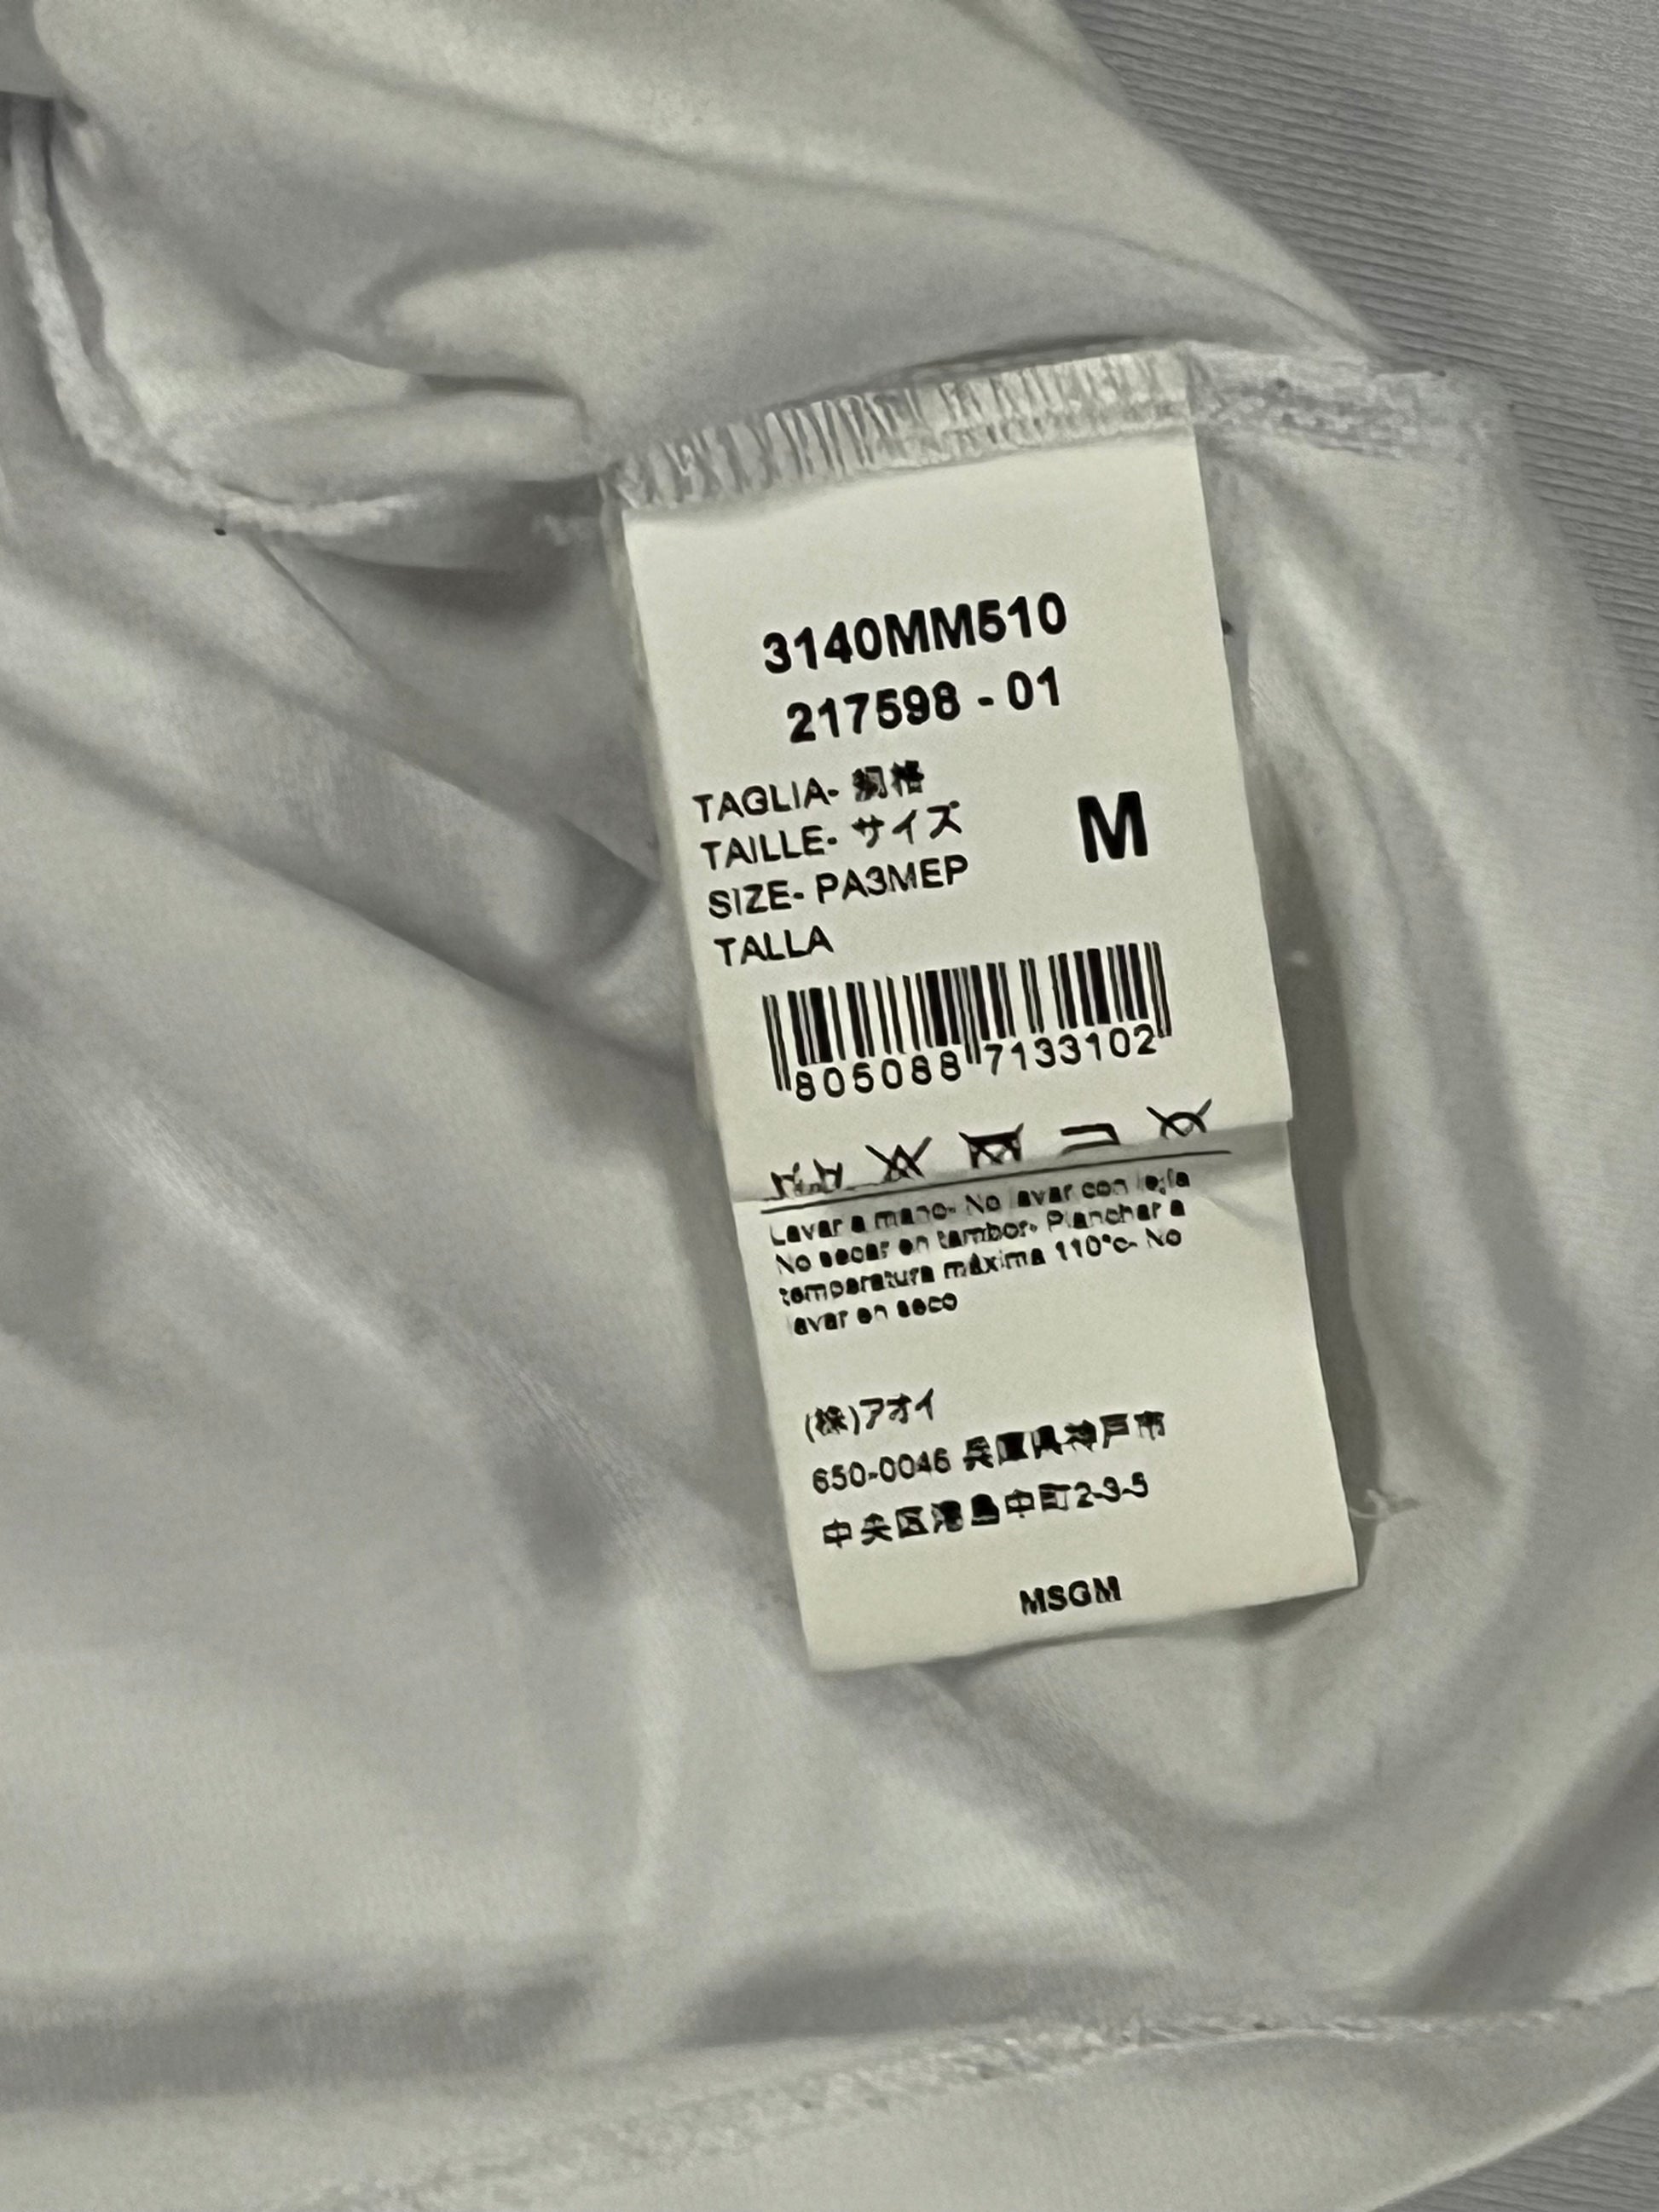 3140MM510
217598 - 01
TAGLIA- 規格
TAILLE- サイズ
SIZE- РАЗМЕР
TALLA
M
805088 7133102
Lavar a mano- No lavar con lejía
No secar en tambor- Planchar a
temperatura máxima 110°c- No
lavar en seco
(株)アオイ
650-0046 兵庫県神戸市
中央区港島中町2-3-5
MSGM